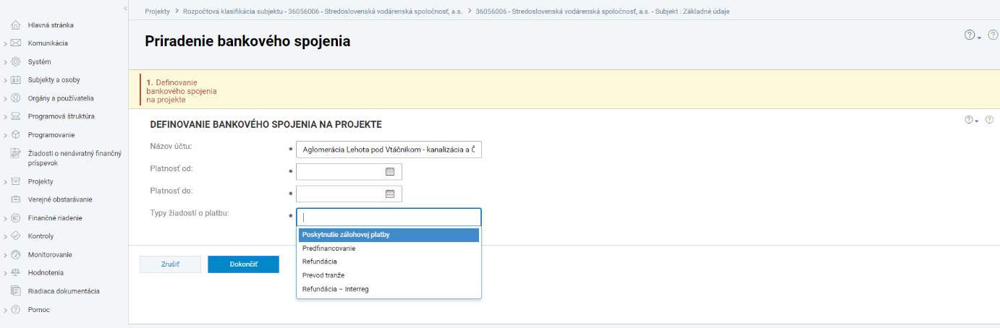 Projekty > Rozpočtová klasifikácia subjektu - 36056006 - Stredoslovenská vodárenská spoločnosť, a.s. > 36056006 - Stredoslovenská vodárenská spoločnosť, a.s. - Subjekt : Základné údaje
Hlavná stránka
Komunikácia
Systém
Subjekty a osoby
Orgány a používatelia
Programová štruktúra
Programovanie
Žiadosti o nenávratný finančný
príspevok
Projekty
Verejné obstarávanie
Finančné riadenie
Kontroly
Monitorovanie
Hodnotenia
Riadiaca dokumentácia
Pomoc
Priradenie bankového spojenia
1. Definovanie
bankového spojenia
na projekte
DEFINOVANIE BANKOVÉHO SPOJENIA NA PROJEKTE
Názov účtu:
Aglomerácia Lehota pod Vtáčnikom - kanalizácia a Č
Platnosť od:
Platnosť do:
Typy žiadostí o platbu:
Poskytnutie zálohovej platby
Predfinancovanie
Refundácia
Prevod tranže
Refundácia – Interreg
Zrušiť
Dokončiť